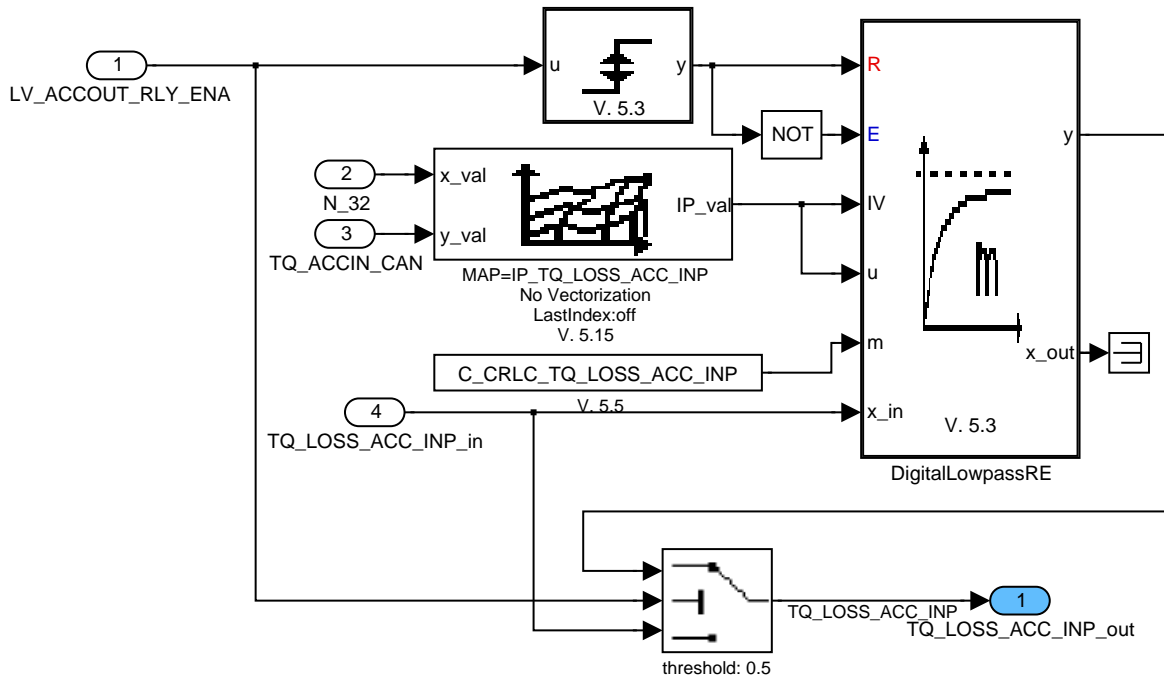 1
LV_ACCOUT_RLY_ENA
u
y
V. 5.3
R
NOT
E
y
2
N_32
x_val
IP_val
IV
3
TQ_ACCIN_CAN
y_val
MAP=IP_TQ_LOSS_ACC_INP
No Vectorization
LastIndex:off
V. 5.15
u
m
x_out
C_CRLC_TQ_LOSS_ACC_INP
V. 5.5
4
TQ_LOSS_ACC_INP_in
x_in
V. 5.3
DigitalLowpassRE
TQ_LOSS_ACC_INP
1
TQ_LOSS_ACC_INP_out
threshold: 0.5